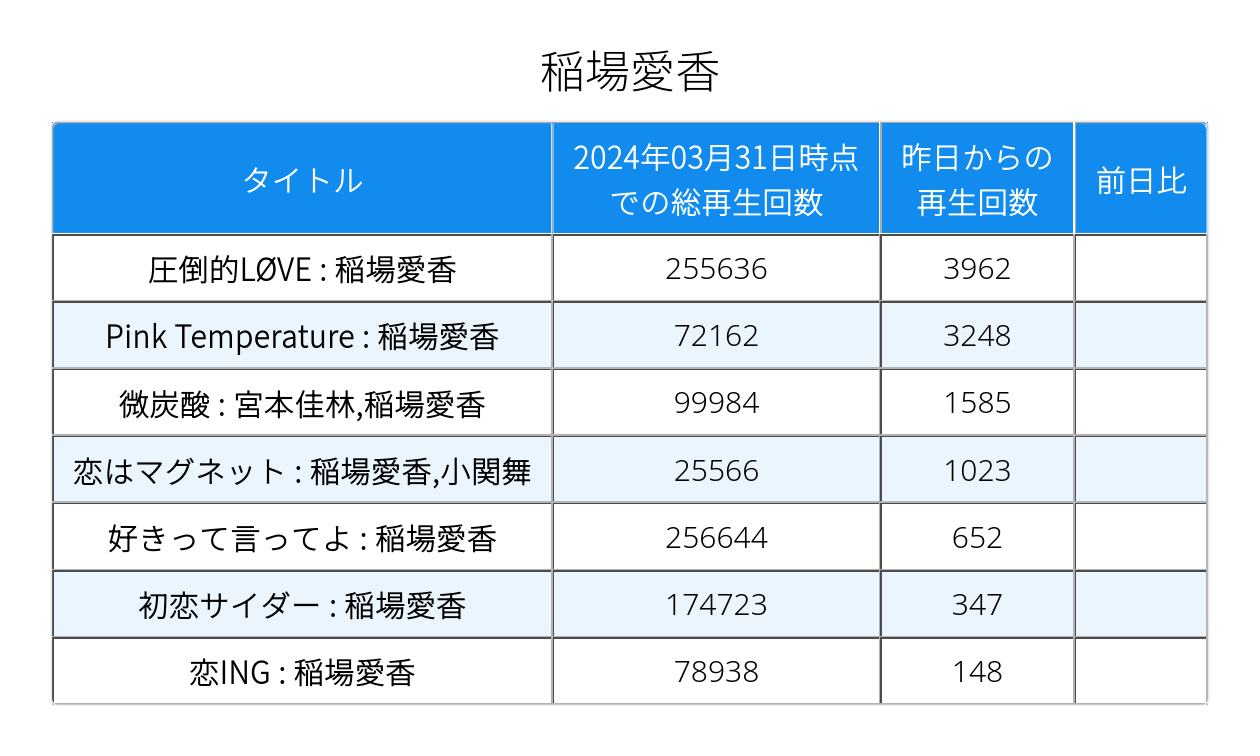 稲場愛香
タイトル
2024年03月31日時点
での総再生回数
昨日からの
再生回数
前日比
圧倒的LØVE : 稲場愛香
255636
3962
Pink Temperature : 稲場愛香
72162
3248
微炭酸 : 宮本佳林,稲場愛香
99984
1585
恋はマグネット : 稲場愛香,小関舞
25566
1023
好きって言ってよ : 稲場愛香
256644
652
初恋サイダー : 稲場愛香
174723
347
恋ING : 稲場愛香
78938
148